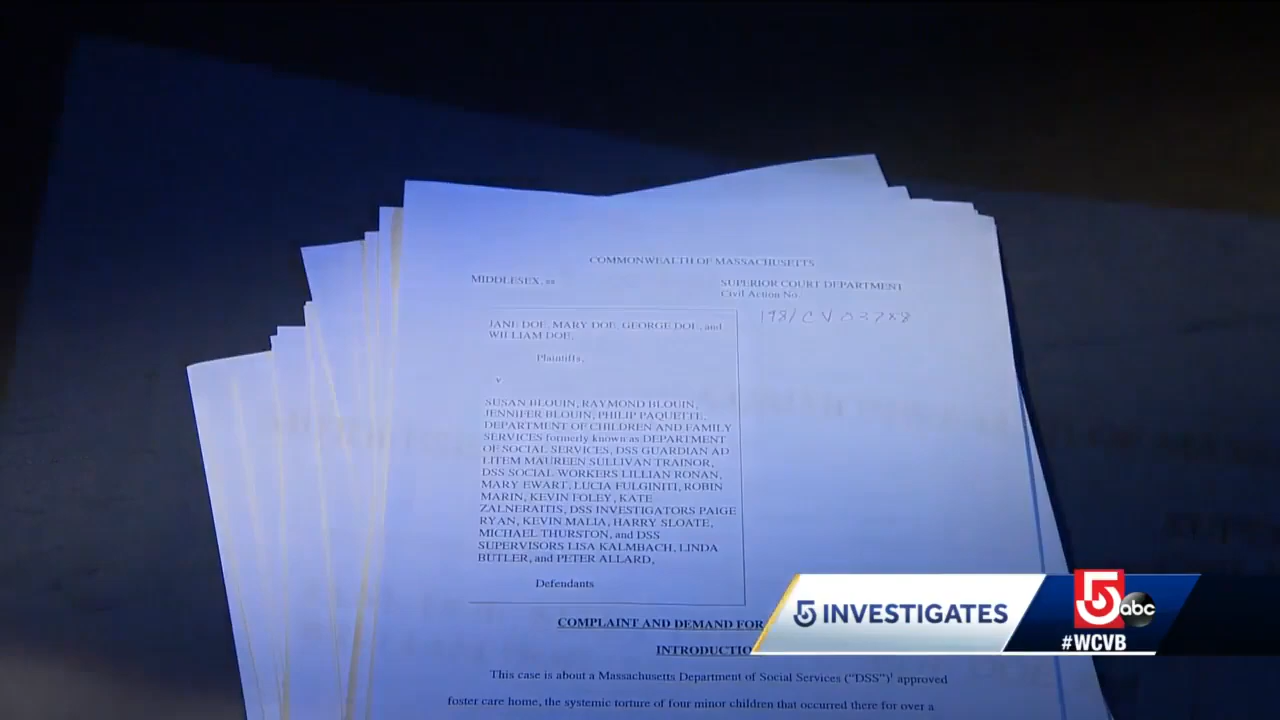 COMMONWEALTH OF MASSACHUSETTS
MIDDLESEX, ss
SUPERIOR COURT DEPARTMENT
Civil Action No.
JANE DOE, MARY DOE, GEORGE DOE, and
WILLIAM DOE,
Plaintiffs,
v
SUSAN BLOUIN, RAYMOND BLOUIN,
JENNIFER BLOUIN, PHILIP PAQUETTE,
DEPARTMENT OF CHILDREN AND FAMILY
SERVICES formerly known as DEPARTMENT
OF SOCIAL SERVICES, DSS GUARDIAN AD
LITEM MAUREEN SULLIVAN TRAINOR,
DSS SOCIAL WORKERS LILLIAN RONAN,
MARY EWART, LUCIA FULGINITI, ROBIN
MARIN, KEVIN FOLEY, KATE
ZALNERAITIS, DSS INVESTIGATORS PAIGE
RYAN, KEVIN MALIA, HARRY SLOATE,
MICHAEL THURSTON, and DSS
SUPERVISORS LISA KALMBACH, LINDA
BUTLER, and PETER ALLARD,
Defendants
COMPLAINT AND DEMAND FOR
INTRODUCTIO
This case is about a Massachusetts Department of Social Services ("DSS")¹ approved
foster care home, the systemic torture of four minor children that occurred there for over a
5 INVESTIGATES
5 abc
#WCVB